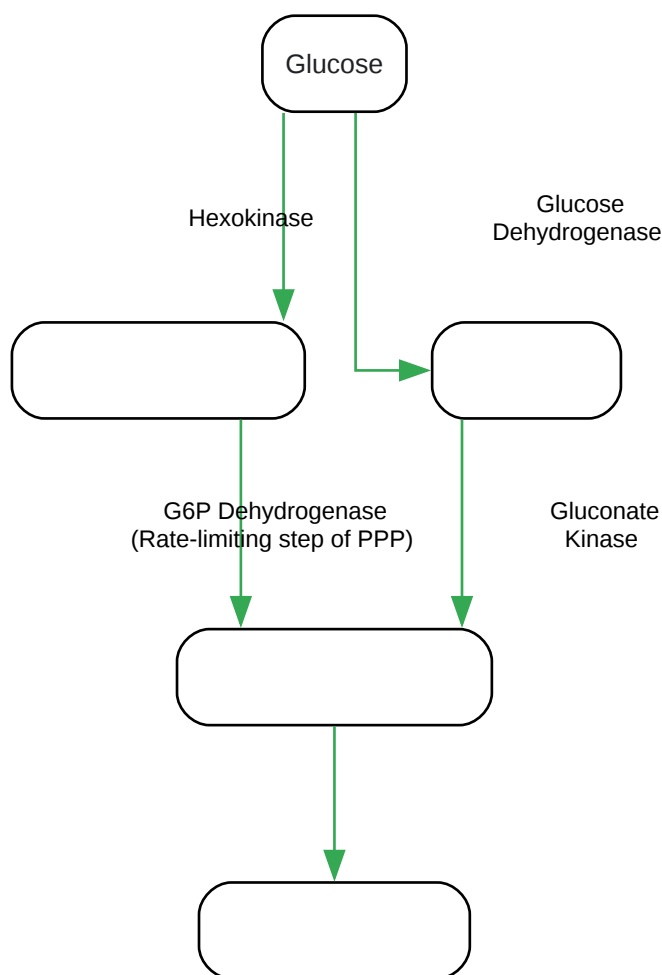 Glucose
Hexokinase
Glucose
Dehydrogenase
G6P Dehydrogenase
(Rate-limiting step of PPP)
Gluconate
Kinase